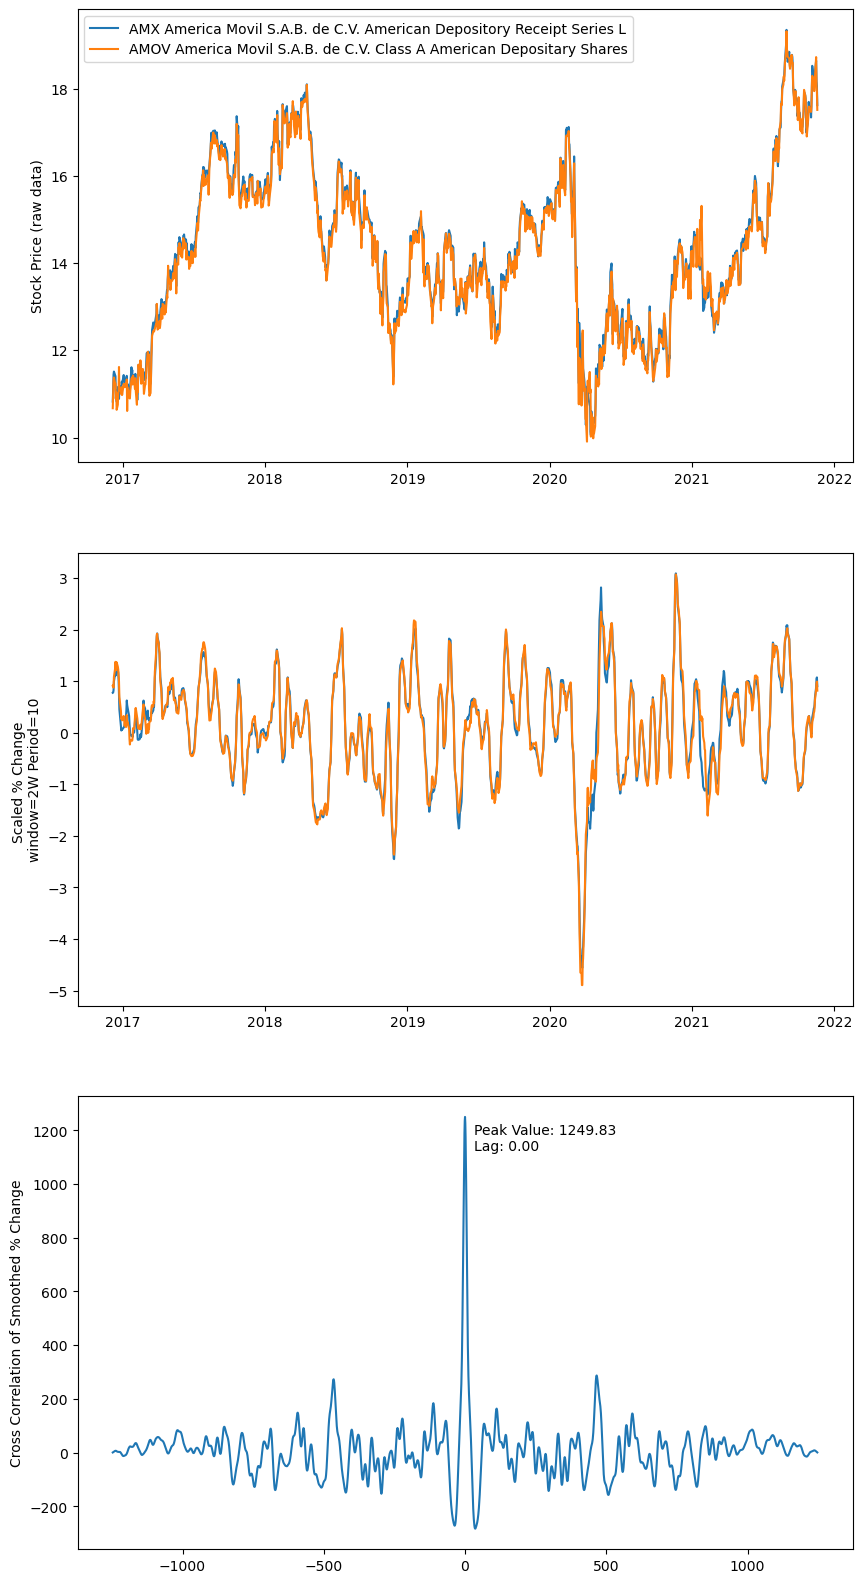 AMX America Movil S.A.B. de C.V. American Depository Receipt Series L
AMOV America Movil S.A.B. de C.V. Class A American Depositary Shares
Stock Price (raw data)
18
16
14
12
10
2017 2018 2019 2020 2021 2022
Scaled % Change
window=2W Period=10
3
2
1
0
−1
−2
−3
−4
−5
2017 2018 2019 2020 2021 2022
Cross Correlation of Smoothed % Change
Peak Value: 1249.83
Lag: 0.00
1200
1000
800
600
400
200
0
−200
−1000 −500 0 500 1000